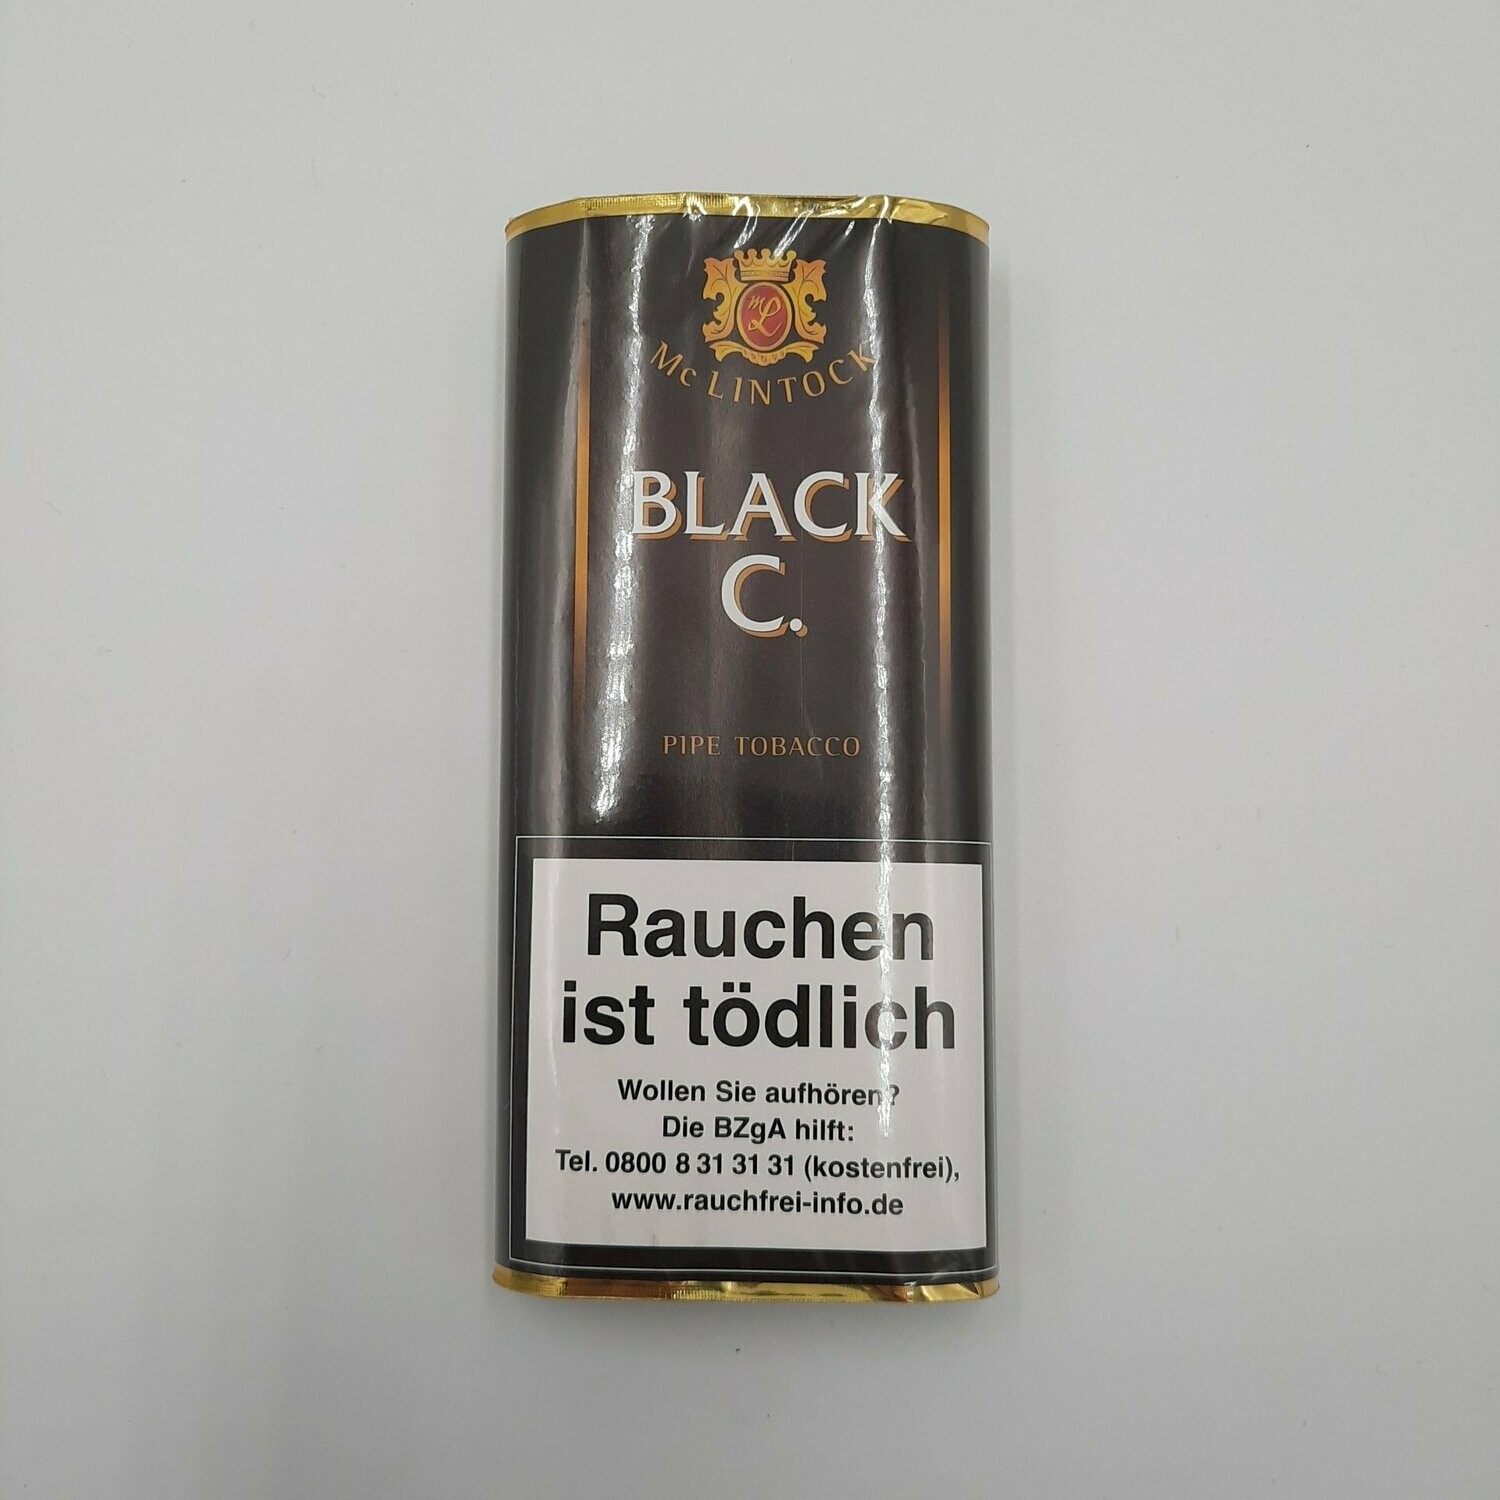 mL
Mc LINTOCK
BLACK
C.
PIPE TOBACCO
Rauchen
ist tödlich
Wollen Sie aufhören?
Die BZgA hilft:
Tel. 0800 8 31 31 31 (kostenfrei),
www.rauchfrei-info.de